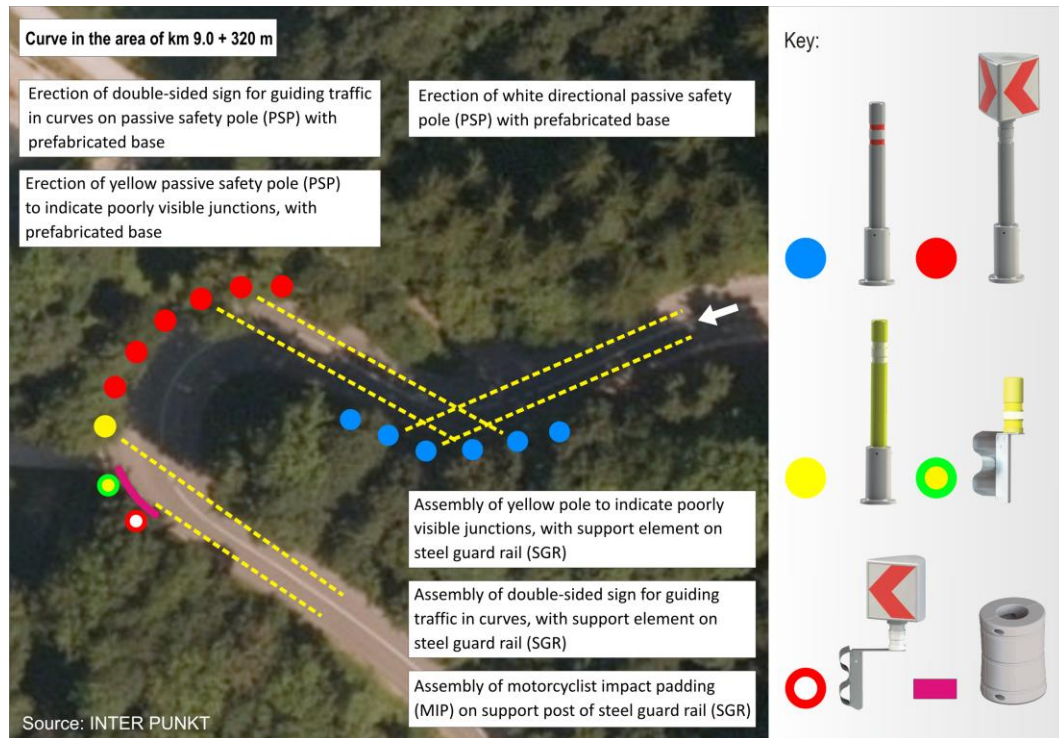 Curve in the area of km 9.0 + 320 m
Erection of double-sided sign for guiding traffic
in curves on passive safety pole (PSP) with
prefabricated base
Erection of white directional passive safety
pole (PSP) with prefabricated base
Erection of yellow passive safety pole (PSP)
to indicate poorly visible junctions, with
prefabricated base
Assembly of yellow pole to indicate poorly
visible junctions, with support element on
steel guard rail (SGR)
Assembly of double-sided sign for guiding
traffic in curves, with support element on
steel guard rail (SGR)
Assembly of motorcyclist impact padding
(MIP) on support post of steel guard rail (SGR)
Source: INTER PUNKT
Key: